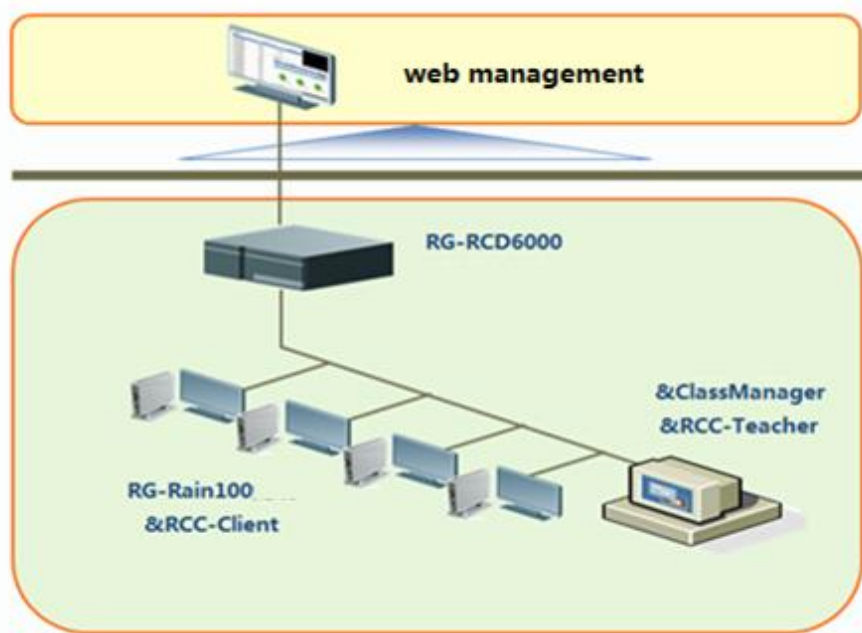 web management
RG-RCD6000
&ClassManager
&RCC-Teacher
RG-Rain100
&RCC-Client